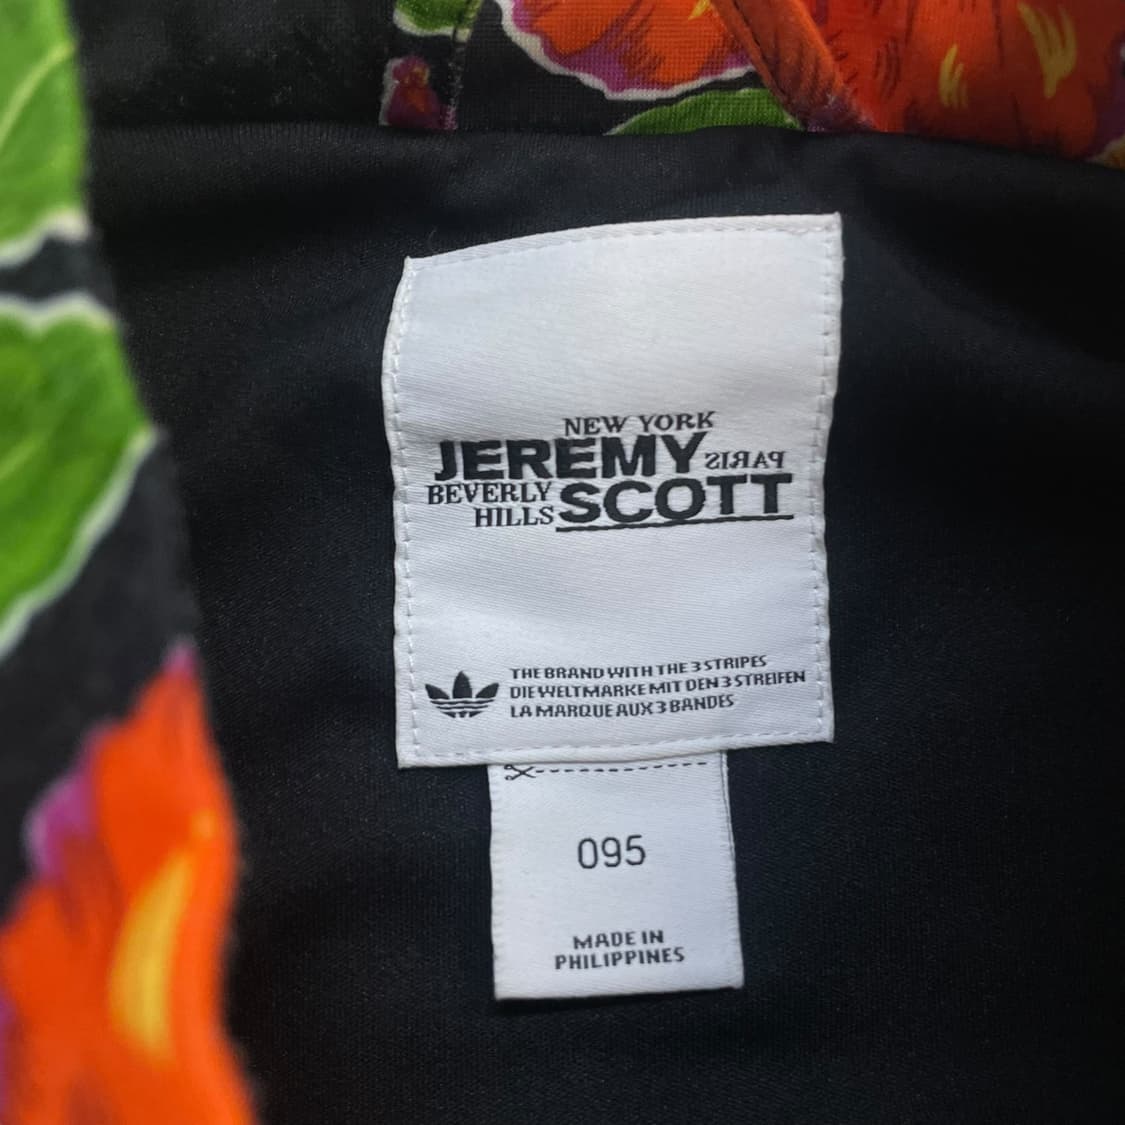 NEW YORK
JEREMY PARIS
BEVERLY HILLS SCOTT
THE BRAND WITH THE 3 STRIPES
DIE WELTMARKE MIT DEN 3 STREIFEN
LA MARQUE AUX 3 BANDES
095
MADE IN
PHILIPPINES